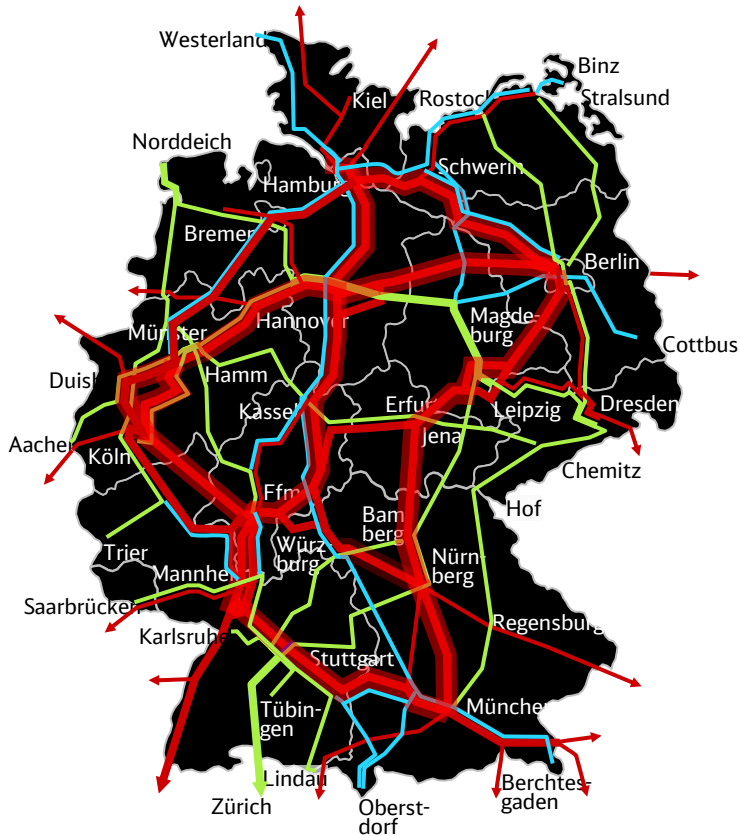 Westerland
Binz
Kiel
Rostock
Stralsund
Norddeich
Schwerin
Hamburg
Bremen
Berlin
Hannover
Magde-
burg
Münster
Cottbus
Duisb
Hamm
Kassel
Erfurt
Leipzig
Dresden
Aachen
Jena
Köln
Chemitz
Ffm
Hof
Bam
berg
Würz-
burg
Trier
Mannhe
Nürn-
berg
Saarbrücken
Regensburg
Karlsruhe
Stuttgart
Tübin-
gen
München
Lindau
Berchtes-
gaden
Zürich
Oberst-
dorf